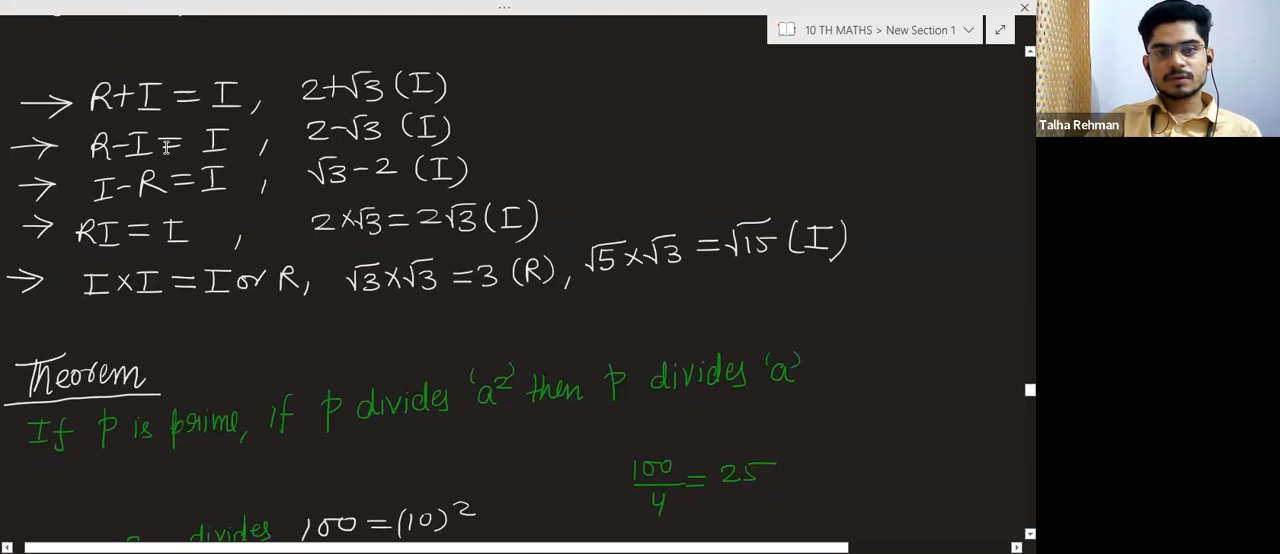 10 TH MATHS > New Section 1
Talha Rehman
→ R+I = I, 2+√3 (I)
→ R-I = I, 2-√3 (I)
→ I-R = I, √3-2 (I)
→ RI = I, 2×√3 = 2√3 (I)
→ I×I = I or R, √3×√3 = 3 (R), √5×√3 = √15 (I)
Theorem
If p is prime, if p divides 'a²' then p divides 'a'
100/4 = 25
divides 100 = (10)²